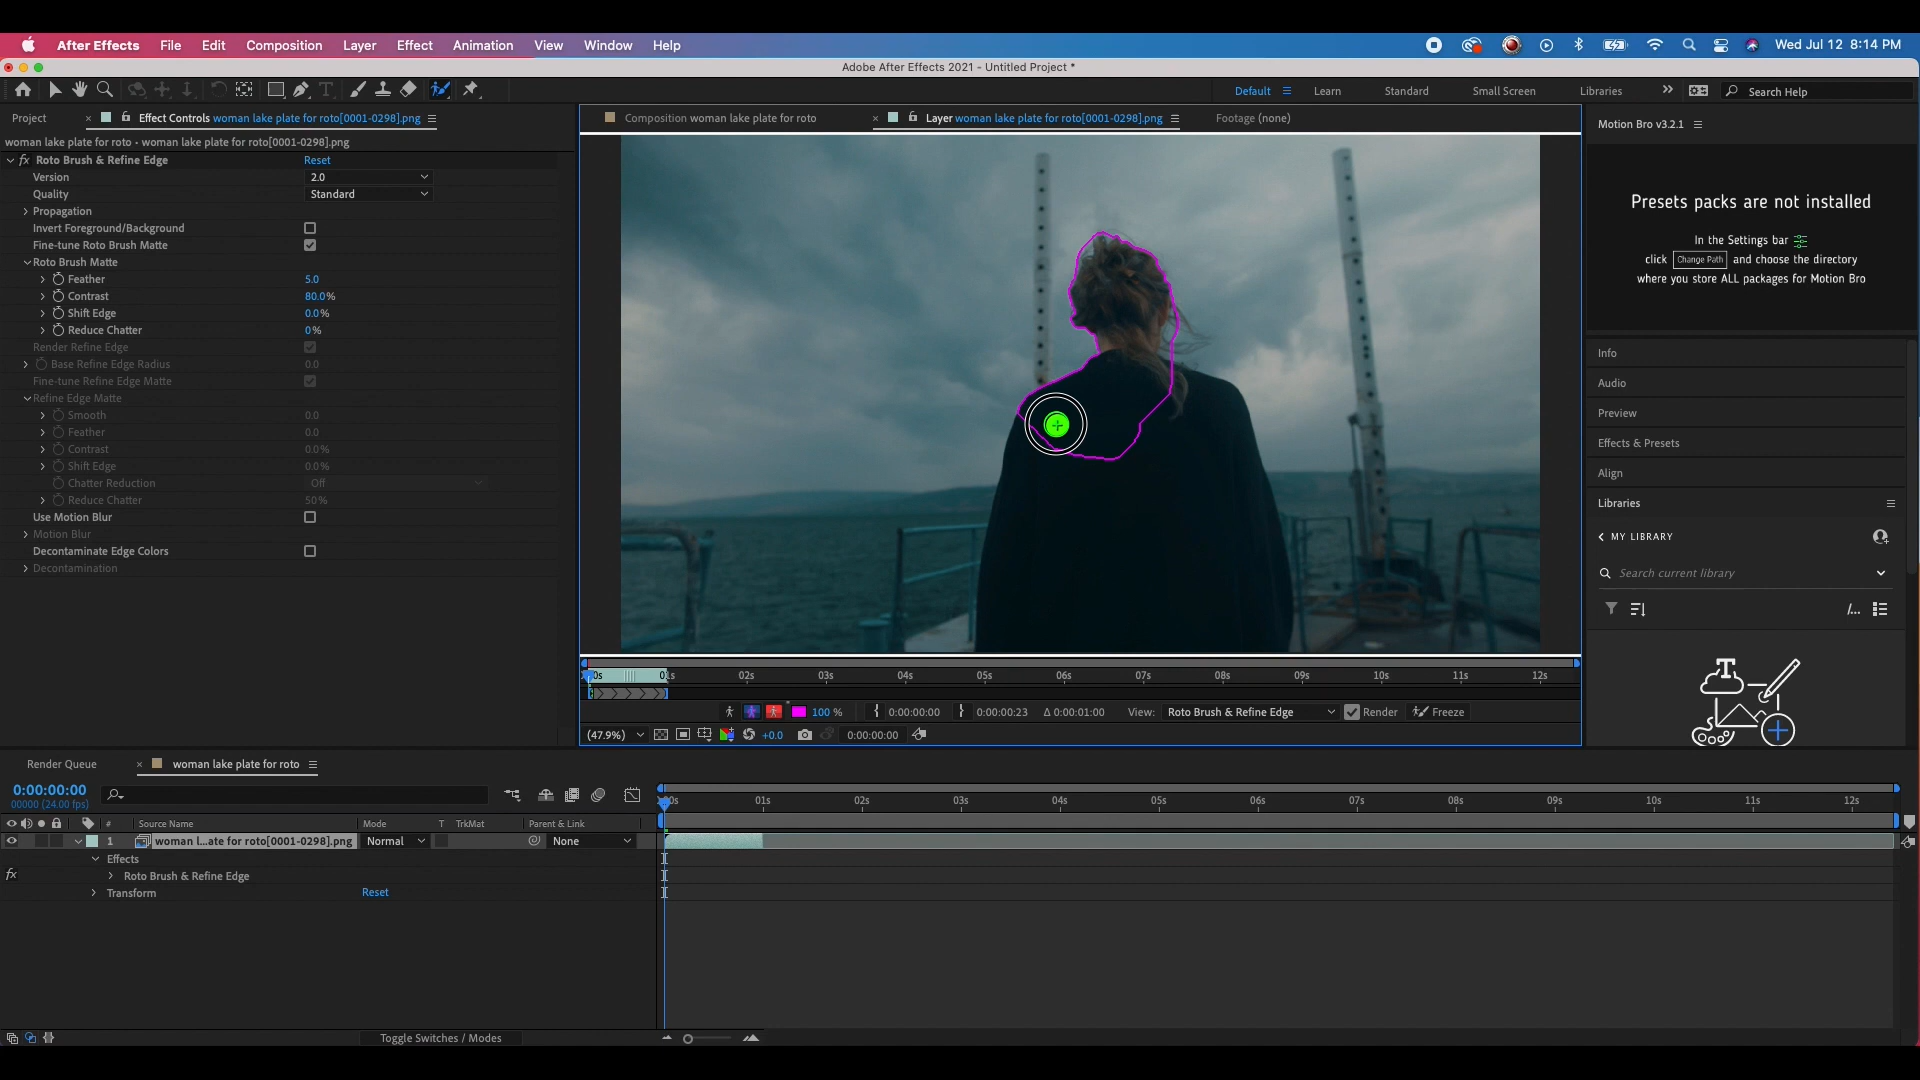 After Effects File Edit Composition Layer Effect Animation View Window Help Wed Jul 12 8:14 PM
Adobe After Effects 2021 - Untitled Project *
Default Learn Standard Small Screen Libraries Search Help
Project × Effect Controls woman lake plate for roto[0001-0298].png
× Composition woman lake plate for roto × Layer woman lake plate for roto[0001-0298].png Footage (none)
Motion Bro v3.2.1
woman lake plate for roto • woman lake plate for roto[0001-0298].png
fx Roto Brush & Refine Edge Reset
Version 2.0
Quality Standard
Propagation
Invert Foreground/Background
Fine-tune Roto Brush Matte
Roto Brush Matte
Feather 5.0
Contrast 80.0%
Shift Edge 0.0%
Reduce Chatter 0%
Render Refine Edge
Base Refine Edge Radius 0.0
Fine-tune Refine Edge Matte
Refine Edge Matte
Smooth 0.0
Feather 0.0
Contrast 0.0%
Shift Edge 0.0%
Chatter Reduction Off
Reduce Chatter 50%
Use Motion Blur
Motion Blur
Decontaminate Edge Colors
Decontamination
Presets packs are not installed
In the Settings bar
click Change Path and choose the directory
where you store ALL packages for Motion Bro
Info
Audio
Preview
Effects & Presets
Align
Libraries
MY LIBRARY
Search current library
02s 03s 04s 05s 06s 07s 08s 09s 10s 11s 12s
100 % 0:00:00:00 0:00:00:23 Δ 0:00:01:00 View: Roto Brush & Refine Edge Render Freeze
(47.9%) +0.0 0:00:00:00
Render Queue × woman lake plate for roto
0:00:00:00
00000 (24.00 fps)
01s 02s 03s 04s 05s 06s 07s 08s 09s 10s 11s 12s
# Source Name Mode T TrkMat Parent & Link
1 woman l...ate for roto[0001-0298].png Normal None
Effects
fx Roto Brush & Refine Edge
Transform Reset
Toggle Switches / Modes